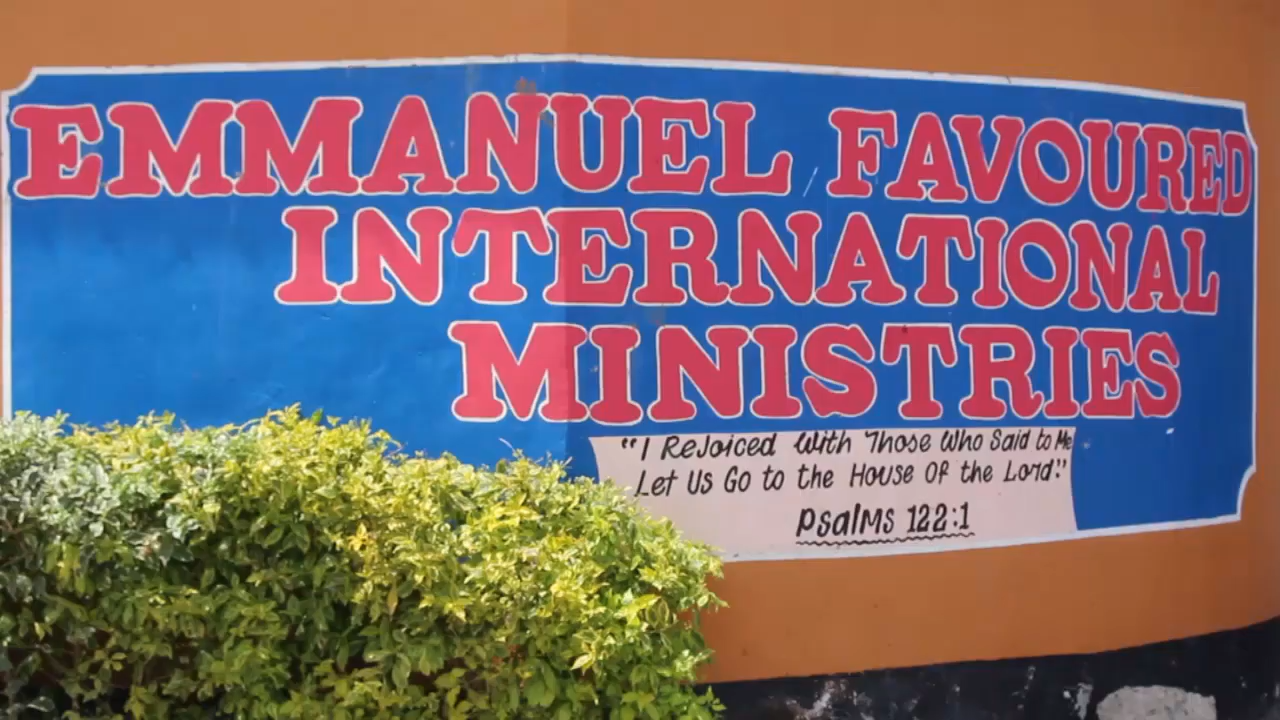 EMMANUEL FAVOURED
INTERNATIONAL
MINISTRIES
"I ReJoiced With Those Who Said to Me
Let Us Go to the House Of the Lord."
Psalms 122:1